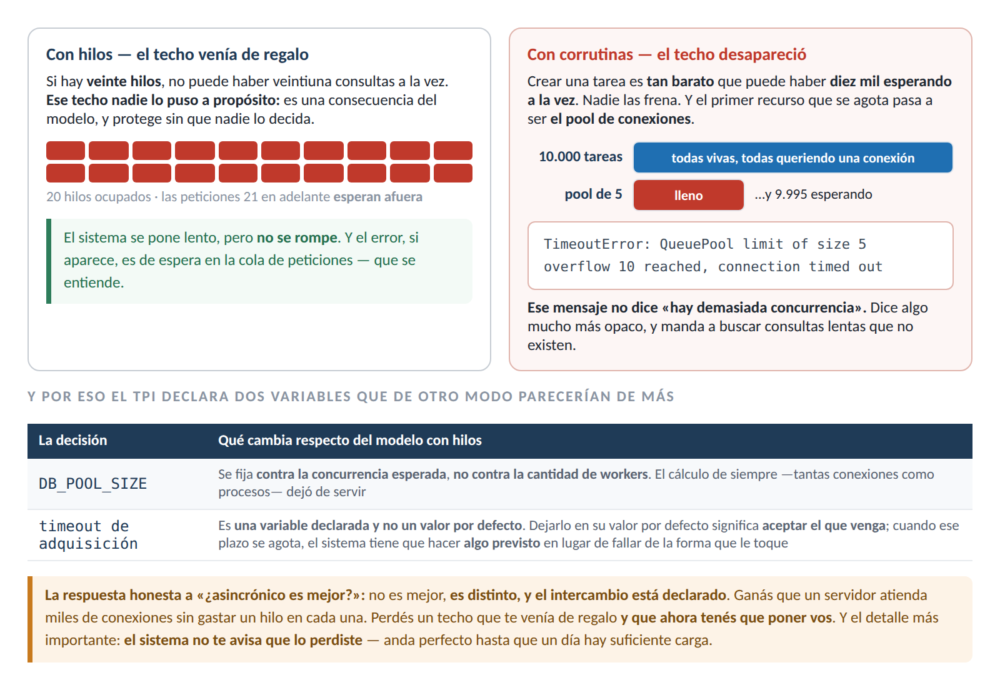 Con hilos — el techo venía de regalo
Si hay veinte hilos, no puede haber veintiuna consultas a la vez.
Ese techo nadie lo puso a propósito: es una consecuencia del
modelo, y protege sin que nadie lo decida.
20 hilos ocupados · las peticiones 21 en adelante esperan afuera
El sistema se pone lento, pero no se rompe. Y el error, si
aparece, es de espera en la cola de peticiones — que se
entiende.
Con corrutinas — el techo desapareció
Crear una tarea es tan barato que puede haber diez mil esperando
a la vez. Nadie las frena. Y el primer recurso que se agota pasa a
ser el pool de conexiones.
10.000 tareas
todas vivas, todas queriendo una conexión
pool de 5
lleno
...y 9.995 esperando
TimeoutError: QueuePool limit of size 5
overflow 10 reached, connection timed out
Ese mensaje no dice «hay demasiada concurrencia». Dice algo
mucho más opaco, y manda a buscar consultas lentas que no
existen.
Y POR ESO EL TPI DECLARA DOS VARIABLES QUE DE OTRO MODO PARECERÍAN DE MÁS
La decisión
Qué cambia respecto del modelo con hilos
DB_POOL_SIZE
Se fija contra la concurrencia esperada, no contra la cantidad de workers. El cálculo de siempre —tantas conexiones como
procesos— dejó de servir
timeout de
adquisición
Es una variable declarada y no un valor por defecto. Dejarlo en su valor por defecto significa aceptar el que venga; cuando ese
plazo se agota, el sistema tiene que hacer algo previsto en lugar de fallar de la forma que le toque
La respuesta honesta a «¿asincrónico es mejor?»: no es mejor, es distinto, y el intercambio está declarado. Ganás que un servidor atienda
miles de conexiones sin gastar un hilo en cada una. Perdés un techo que te venía de regalo y que ahora tenés que poner vos. Y el detalle más
importante: el sistema no te avisa que lo perdiste — anda perfecto hasta que un día hay suficiente carga.